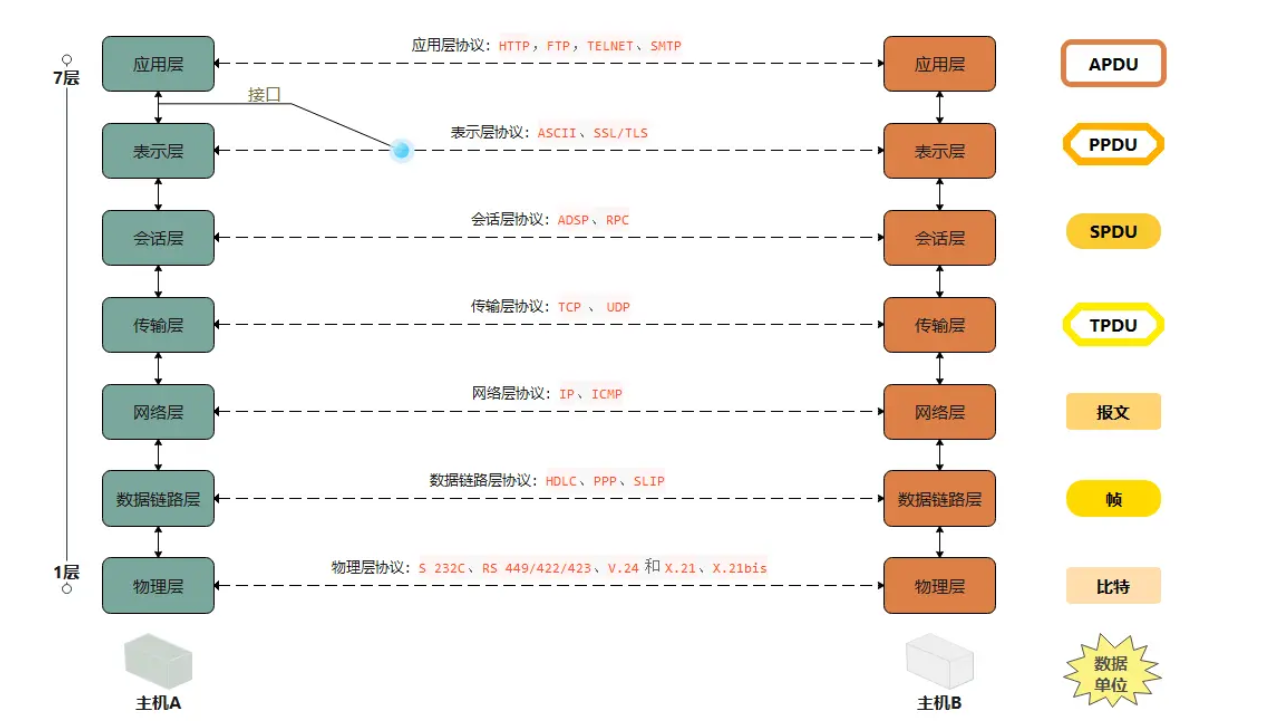 应用层协议：HTTP，FTP，TELNET、SMTP
应用层
应用层
APDU
7层
接口
表示层协议：ASCII、SSL/TLS
表示层
表示层
PPDU
会话层协议：ADSP、RPC
会话层
会话层
SPDU
传输层协议：TCP 、 UDP
传输层
传输层
TPDU
网络层协议：IP、ICMP
网络层
网络层
报文
数据链路层协议：HDLC、PPP、SLIP
数据链路层
数据链路层
帧
物理层协议：S 232C、RS 449/422/423、V.24 和 X.21、X.21bis
1层
物理层
物理层
比特
数据
单位
主机A
主机B